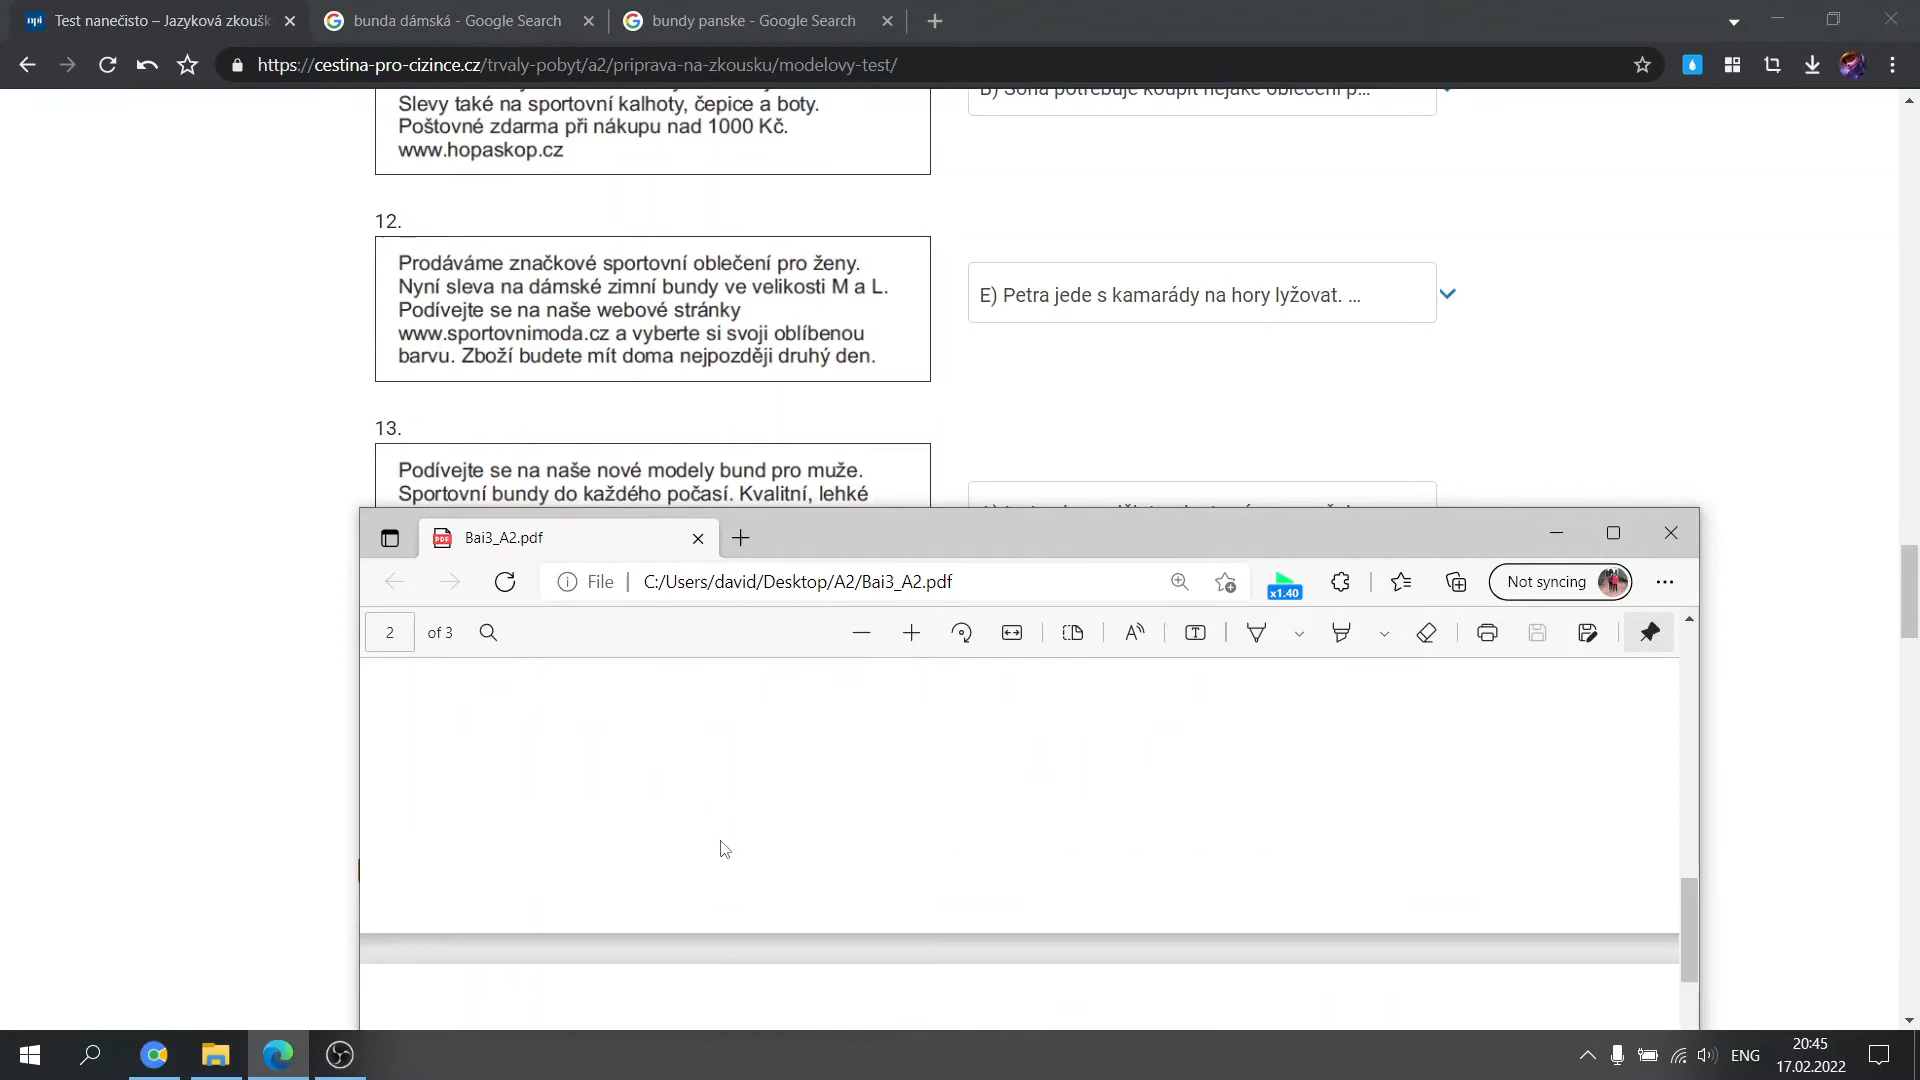 Test nanečisto – Jazyková zkoušk
bunda dámská - Google Search
bundy panske - Google Search
https://cestina-pro-cizince.cz/trvaly-pobyt/a2/priprava-na-zkousku/modelovy-test/
Slevy také na sportovní kalhoty, čepice a boty.
Poštovné zdarma při nákupu nad 1000 Kč.
www.hopaskop.cz
B) Soňa potřebuje koupit nějaké oblečení p...
12.
Prodáváme značkové sportovní oblečení pro ženy.
Nyní sleva na dámské zimní bundy ve velikosti M a L.
Podívejte se na naše webové stránky
www.sportovnimoda.cz a vyberte si svoji oblíbenou
barvu. Zboží budete mít doma nejpozději druhý den.
E) Petra jede s kamarády na hory lyžovat. ...
13.
Podívejte se na naše nové modely bund pro muže.
Sportovní bundy do každého počasí. Kvalitní, lehké
Bai3_A2.pdf
File
C:/Users/david/Desktop/A2/Bai3_A2.pdf
x1.40
Not syncing
2 of 3
ENG
20:45
17.02.2022